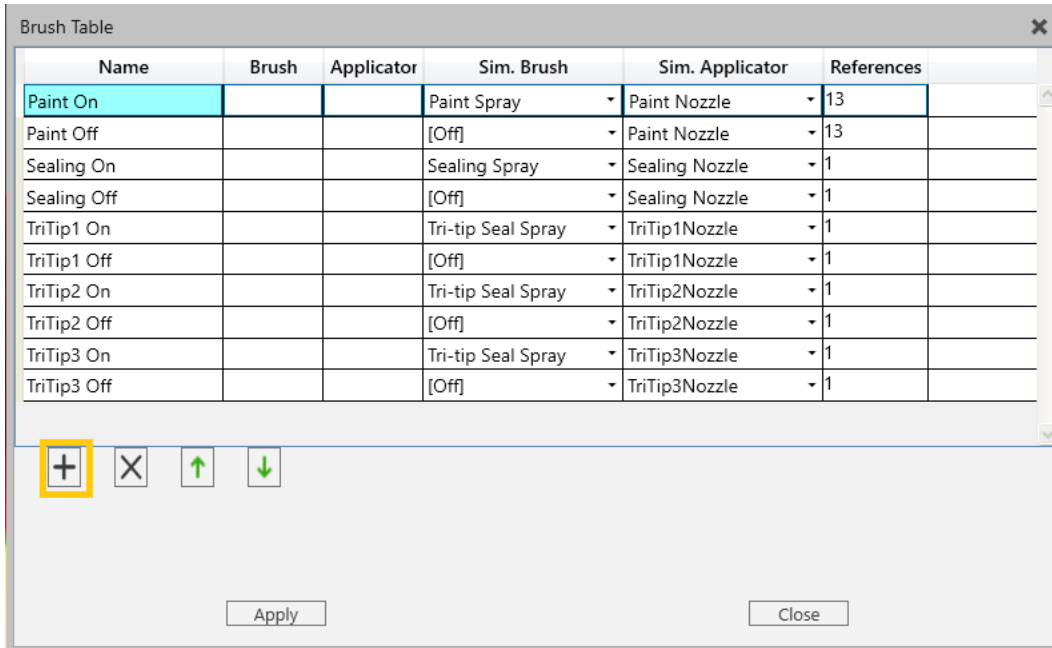 Brush Table
Name Brush Applicator Sim. Brush Sim. Applicator References
Paint On Paint Spray Paint Nozzle 13
Paint Off [Off] Paint Nozzle 13
Sealing On Sealing Spray Sealing Nozzle 1
Sealing Off [Off] Sealing Nozzle 1
TriTip1 On Tri-tip Seal Spray TriTip1Nozzle 1
TriTip1 Off [Off] TriTip1Nozzle 1
TriTip2 On Tri-tip Seal Spray TriTip2Nozzle 1
TriTip2 Off [Off] TriTip2Nozzle 1
TriTip3 On Tri-tip Seal Spray TriTip3Nozzle 1
TriTip3 Off [Off] TriTip3Nozzle 1
Apply Close